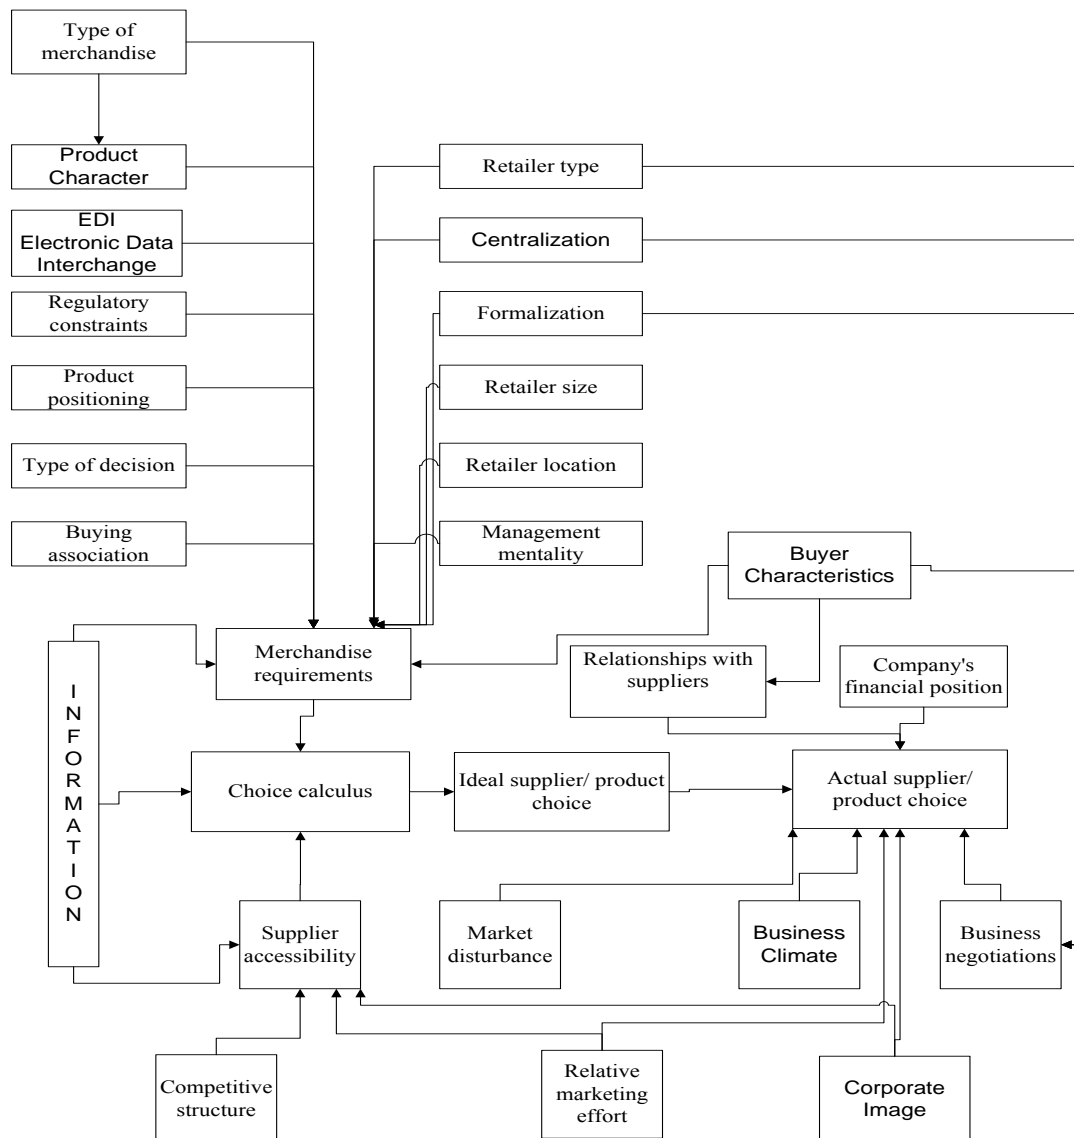 Type of
merchandise
Product
Character
Retailer type
EDI
Electronic Data
Interchange
Centralization
Regulatory
constraints
Formalization
Product
positioning
Retailer size
Type of decision
Retailer location
Buying
association
Management
mentality
Buyer
Characteristics
INFORMATION
Merchandise
requirements
Relationships with
suppliers
Company's
financial position
Choice calculus
Ideal supplier/ product
choice
Actual supplier/
product choice
Supplier
accessibility
Market
disturbance
Business
Climate
Business
negotiations
Competitive
structure
Relative
marketing
effort
Corporate
Image